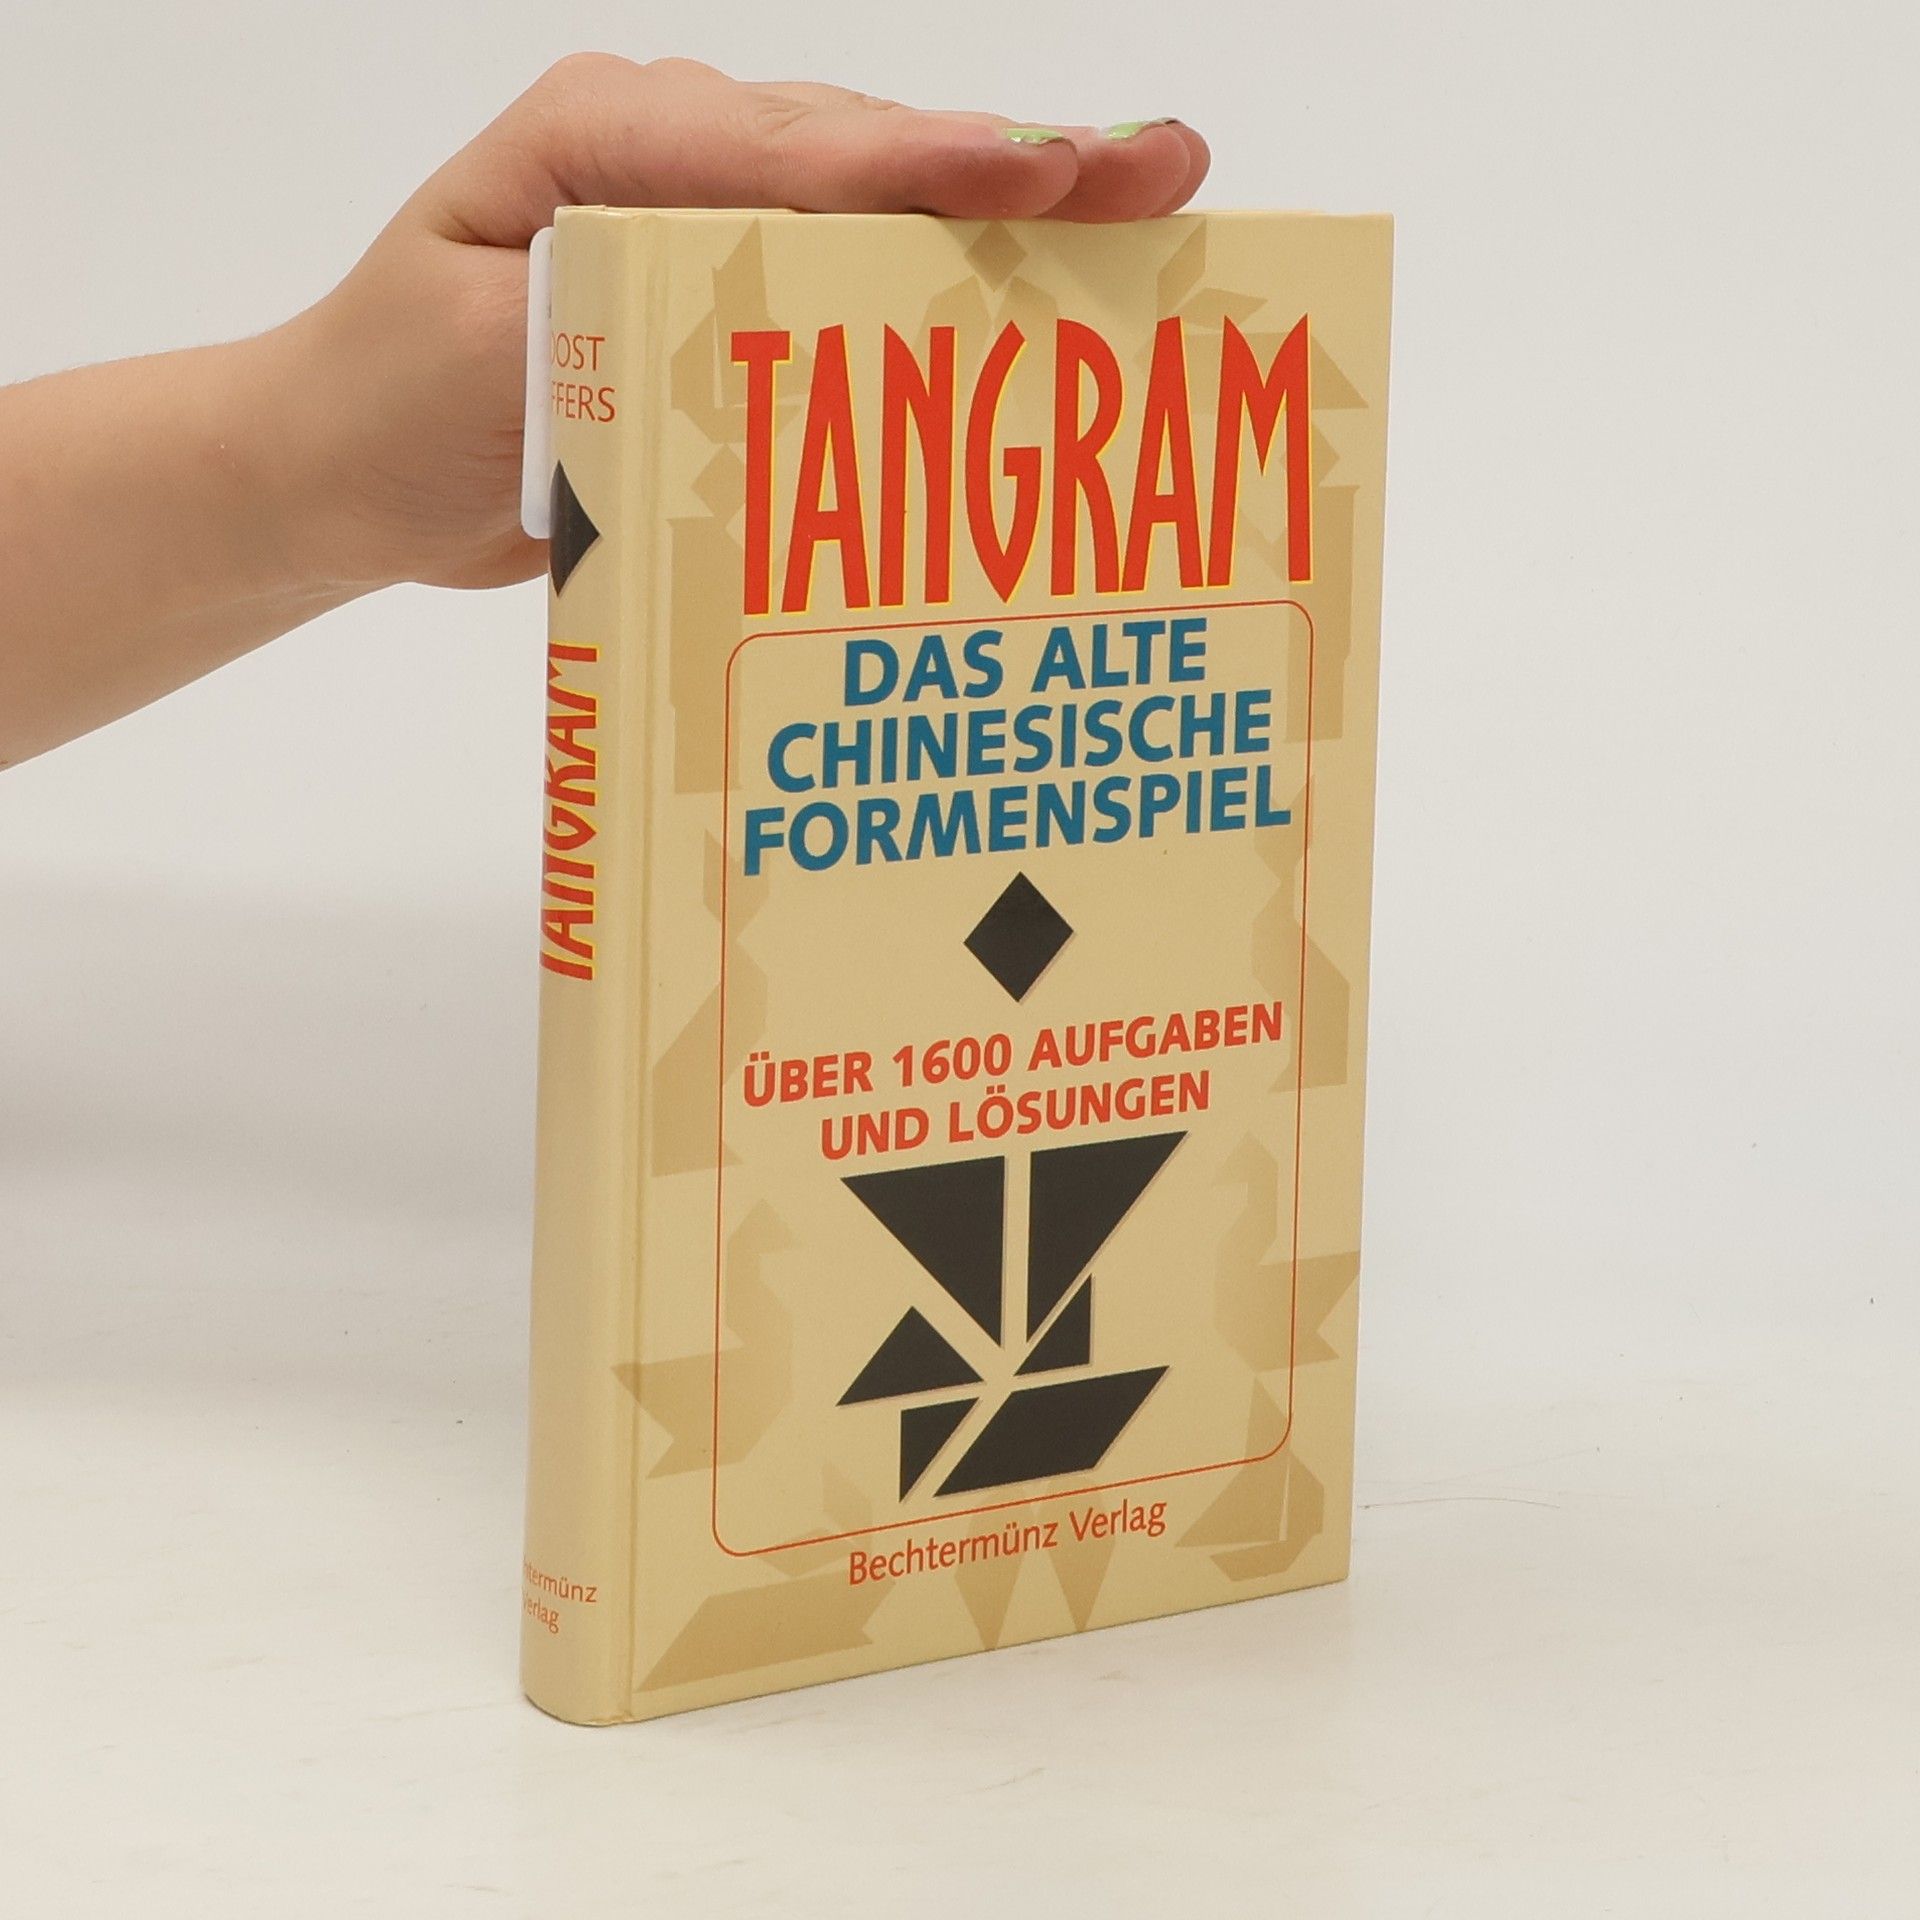 TANGRAM
DAS ALTE
CHINESISCHE
FORMENSPIEL
ÜBER 1600 AUFGABEN
UND LÖSUNGEN
Bechtermünz Verlag
TANGRAM